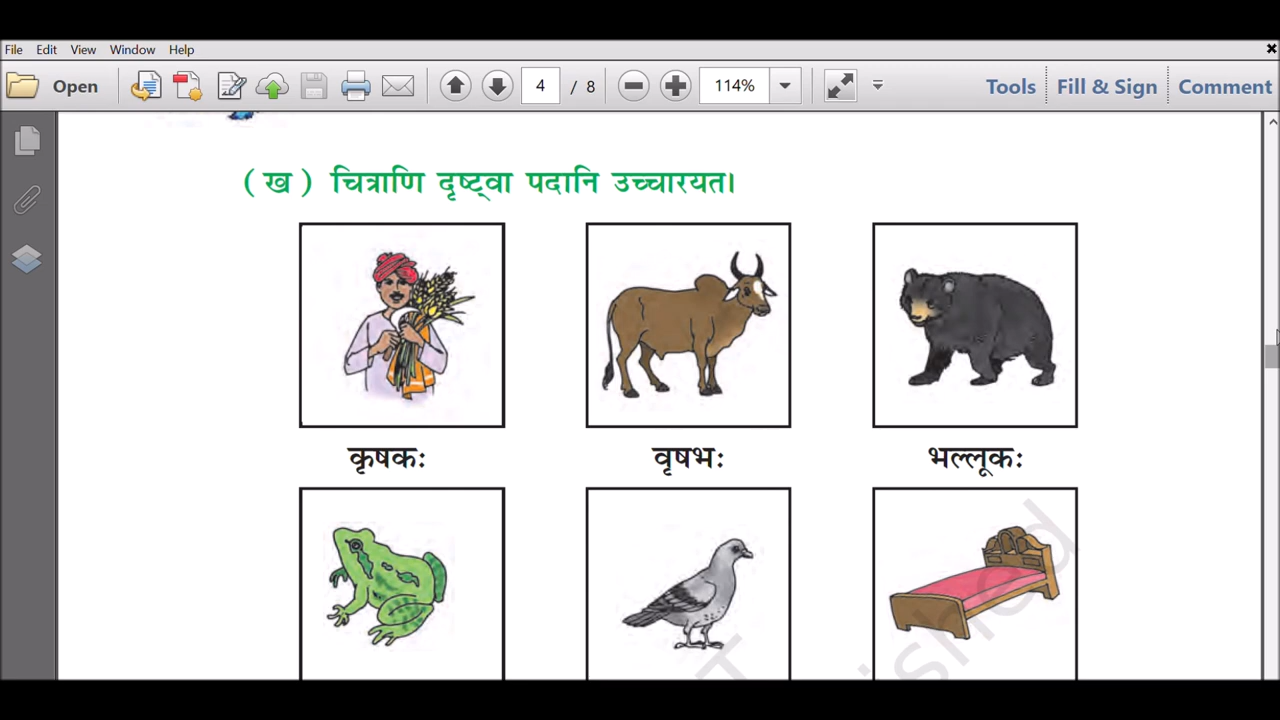 File Edit View Window Help
Open 4 / 8 114% Tools Fill & Sign Comment
(ख) चित्राणि दृष्ट्वा पदानि उच्चारयत।
कृषकः वृषभः भल्लूकः